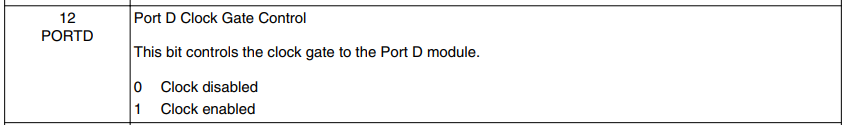 12
PORTD
Port D Clock Gate Control
This bit controls the clock gate to the Port D module.
0 Clock disabled
1 Clock enabled